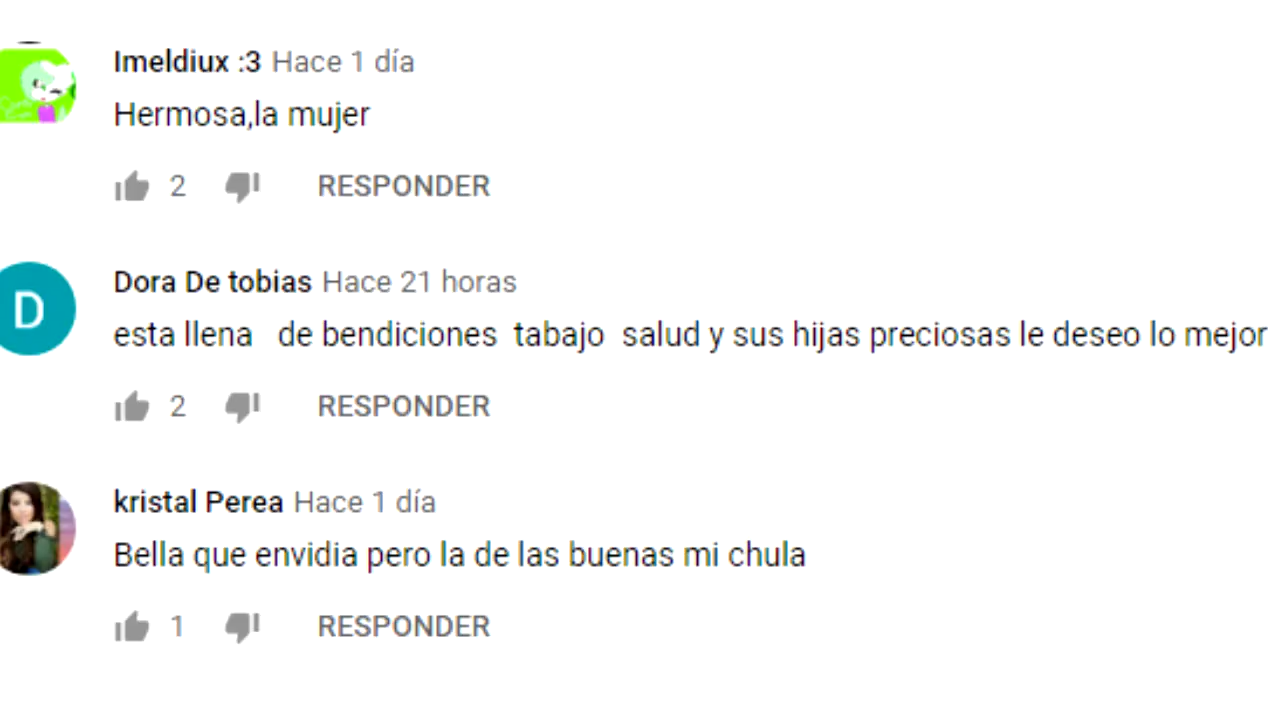 Imeldiux :3 Hace 1 día
Hermosa,la mujer
2 RESPONDER
D
Dora De tobias Hace 21 horas
esta llena de bendiciones tabajo salud y sus hijas preciosas le deseo lo mejor
2 RESPONDER
kristal Perea Hace 1 día
Bella que envidia pero la de las buenas mi chula
1 RESPONDER